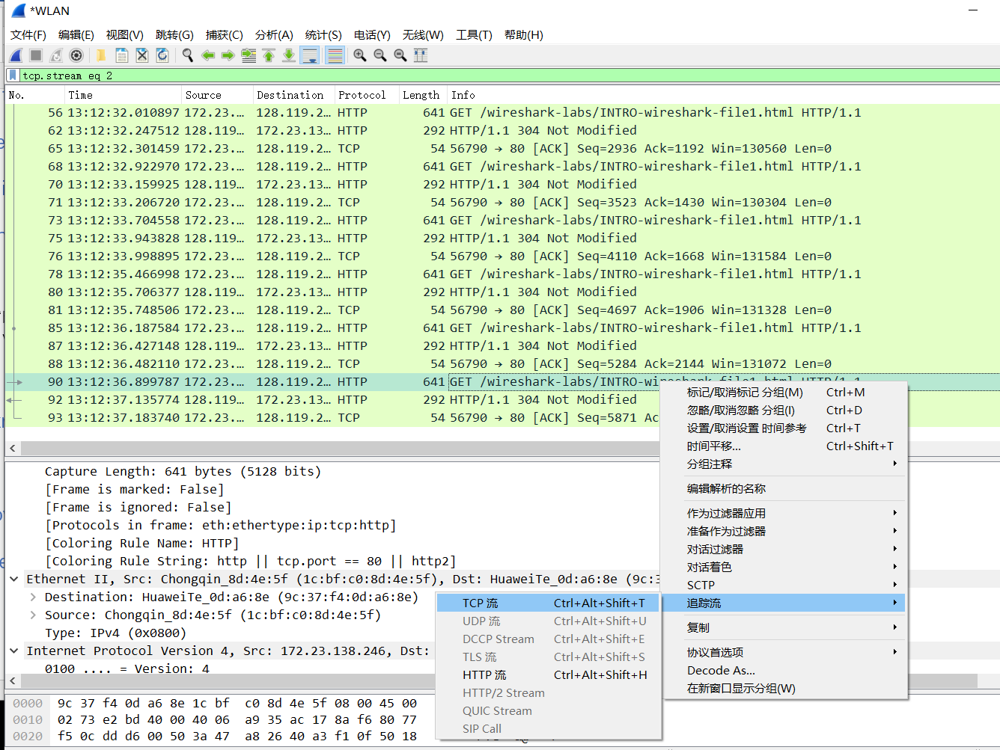 *WLAN
文件(F) 编辑(E) 视图(V) 跳转(G) 捕获(C) 分析(A) 统计(S) 电话(Y) 无线(W) 工具(T) 帮助(H)
tcp.stream eq 2
No. Time Source Destination Protocol Length Info
56 13:12:32.010897 172.23.… 128.119.2… HTTP 641 GET /wireshark-labs/INTRO-wireshark-file1.html HTTP/1.1
62 13:12:32.247512 128.119… 172.23.13… HTTP 292 HTTP/1.1 304 Not Modified
65 13:12:32.301459 172.23.… 128.119.2… TCP 54 56790 → 80 [ACK] Seq=2936 Ack=1192 Win=130560 Len=0
68 13:12:32.922970 172.23.… 128.119.2… HTTP 641 GET /wireshark-labs/INTRO-wireshark-file1.html HTTP/1.1
70 13:12:33.159925 128.119… 172.23.13… HTTP 292 HTTP/1.1 304 Not Modified
71 13:12:33.206720 172.23.… 128.119.2… TCP 54 56790 → 80 [ACK] Seq=3523 Ack=1430 Win=130304 Len=0
73 13:12:33.704558 172.23.… 128.119.2… HTTP 641 GET /wireshark-labs/INTRO-wireshark-file1.html HTTP/1.1
75 13:12:33.943828 128.119… 172.23.13… HTTP 292 HTTP/1.1 304 Not Modified
76 13:12:33.998895 172.23.… 128.119.2… TCP 54 56790 → 80 [ACK] Seq=4110 Ack=1668 Win=131584 Len=0
78 13:12:35.466998 172.23.… 128.119.2… HTTP 641 GET /wireshark-labs/INTRO-wireshark-file1.html HTTP/1.1
80 13:12:35.706377 128.119… 172.23.13… HTTP 292 HTTP/1.1 304 Not Modified
81 13:12:35.748506 172.23.… 128.119.2… TCP 54 56790 → 80 [ACK] Seq=4697 Ack=1906 Win=131328 Len=0
85 13:12:36.187584 172.23.… 128.119.2… HTTP 641 GET /wireshark-labs/INTRO-wireshark-file1.html HTTP/1.1
87 13:12:36.427148 128.119… 172.23.13… HTTP 292 HTTP/1.1 304 Not Modified
88 13:12:36.482110 172.23.… 128.119.2… TCP 54 56790 → 80 [ACK] Seq=5284 Ack=2144 Win=131072 Len=0
90 13:12:36.899787 172.23.… 128.119.2… HTTP 641 GET /wireshark-labs/INTRO-wireshark-file1.html HTTP/1.1
92 13:12:37.135774 128.119… 172.23.13… HTTP 292 HTTP/1.1 304 Not Modified
93 13:12:37.183740 172.23.… 128.119.2… TCP 54 56790 → 80 [ACK] Seq=5871 Ac
标记/取消标记 分组(M) Ctrl+M
忽略/取消忽略 分组(I) Ctrl+D
设置/取消设置 时间参考 Ctrl+T
时间平移... Ctrl+Shift+T
分组注释
编辑解析的名称
作为过滤器应用
准备作为过滤器
对话过滤器
对话着色
SCTP
追踪流
复制
协议首选项
Decode As...
在新窗口显示分组(W)
Capture Length: 641 bytes (5128 bits)
[Frame is marked: False]
[Frame is ignored: False]
[Protocols in frame: eth:ethertype:ip:tcp:http]
[Coloring Rule Name: HTTP]
[Coloring Rule String: http || tcp.port == 80 || http2]
Ethernet II, Src: Chongqin_8d:4e:5f (1c:bf:c0:8d:4e:5f), Dst: HuaweiTe_0d:a6:8e (9c:3
Destination: HuaweiTe_0d:a6:8e (9c:37:f4:0d:a6:8e)
Source: Chongqin_8d:4e:5f (1c:bf:c0:8d:4e:5f)
Type: IPv4 (0x0800)
Internet Protocol Version 4, Src: 172.23.138.246, Dst:
0100 .... = Version: 4
TCP 流 Ctrl+Alt+Shift+T
UDP 流 Ctrl+Alt+Shift+U
DCCP Stream Ctrl+Alt+Shift+E
TLS 流 Ctrl+Alt+Shift+S
HTTP 流 Ctrl+Alt+Shift+H
HTTP/2 Stream
QUIC Stream
SIP Call
0000 9c 37 f4 0d a6 8e 1c bf c0 8d 4e 5f 08 00 45 00
0010 02 73 e2 bd 40 00 40 06 a9 35 ac 17 8a f6 80 77
0020 f5 0c dd d6 00 50 3a 47 a8 26 40 a3 f1 0f 50 18